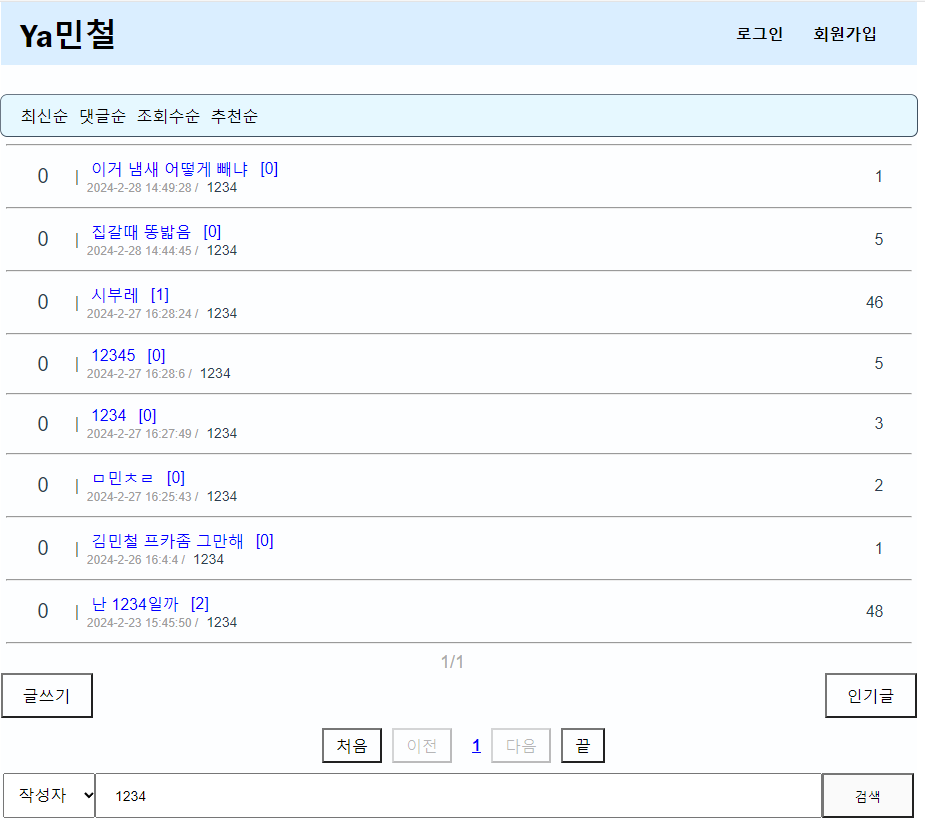 Ya민철 로그인 회원가입
최신순 댓글순 조회수순 추천순
0 | 이거 냄새 어떻게 빼냐 [0] 1
2024-2-28 14:49:28 / 1234
0 | 집갈때 똥밟음 [0] 5
2024-2-28 14:44:45 / 1234
0 | 시부레 [1] 46
2024-2-27 16:28:24 / 1234
0 | 12345 [0] 5
2024-2-27 16:28:6 / 1234
0 | 1234 [0] 3
2024-2-27 16:27:49 / 1234
0 | ㅁ민ㅊㄹ [0] 2
2024-2-27 16:25:43 / 1234
0 | 김민철 프카좀 그만해 [0] 1
2024-2-26 16:4:4 / 1234
0 | 난 1234일까 [2] 48
2024-2-23 15:45:50 / 1234
1/1
글쓰기 인기글
처음 이전 1 다음 끝
작성자 1234 검색